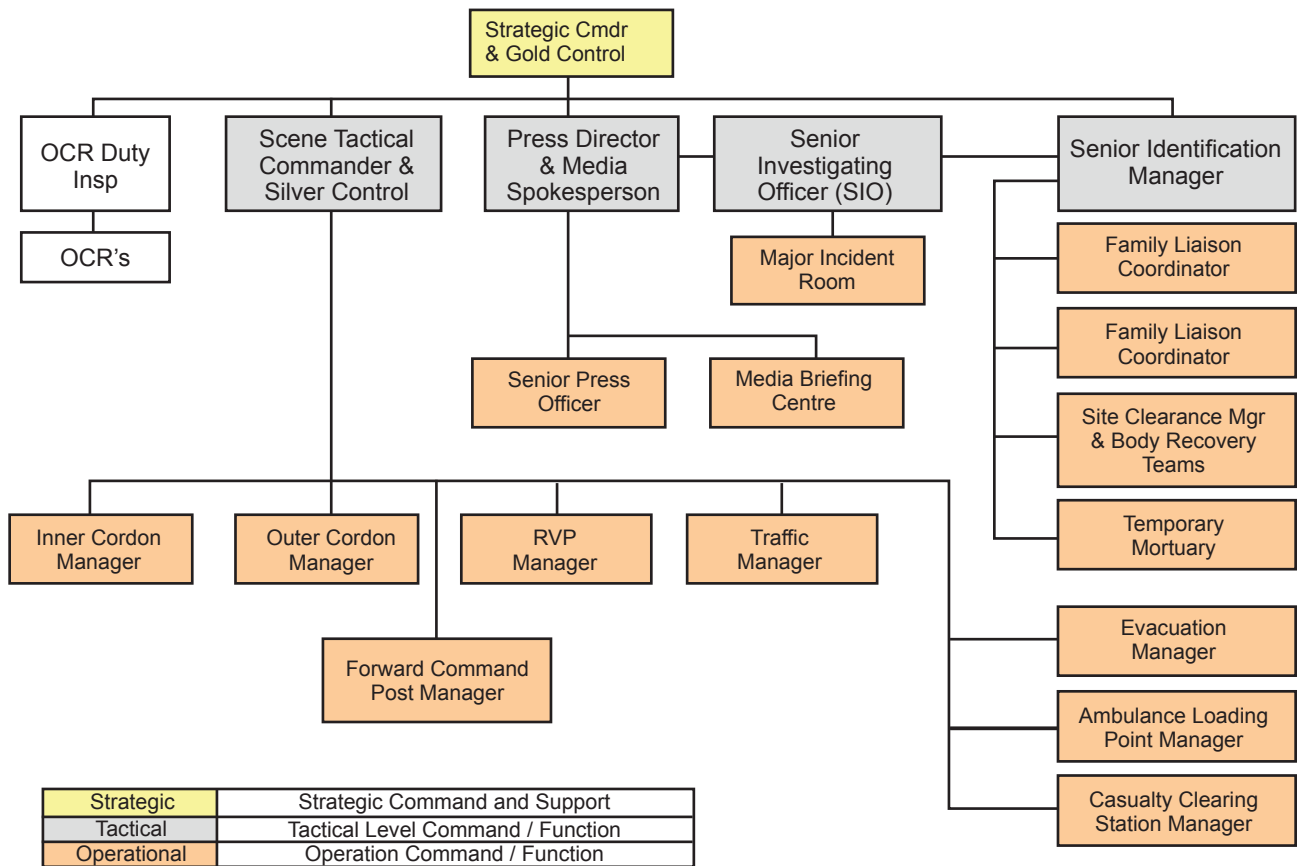 Strategic Cmdr
& Gold Control
OCR Duty
Insp
OCR's
Scene Tactical
Commander &
Silver Control
Press Director
& Media
Spokesperson
Senior
Investigating
Officer (SIO)
Senior Identification
Manager
Major Incident
Room
Family Liaison
Coordinator
Family Liaison
Coordinator
Senior Press
Officer
Media Briefing
Centre
Site Clearance Mgr
& Body Recovery
Teams
Temporary
Mortuary
Inner Cordon
Manager
Outer Cordon
Manager
RVP
Manager
Traffic
Manager
Forward Command
Post Manager
Evacuation
Manager
Ambulance Loading
Point Manager
Casualty Clearing
Station Manager
Strategic Strategic Command and Support
Tactical Tactical Level Command / Function
Operational Operation Command / Function